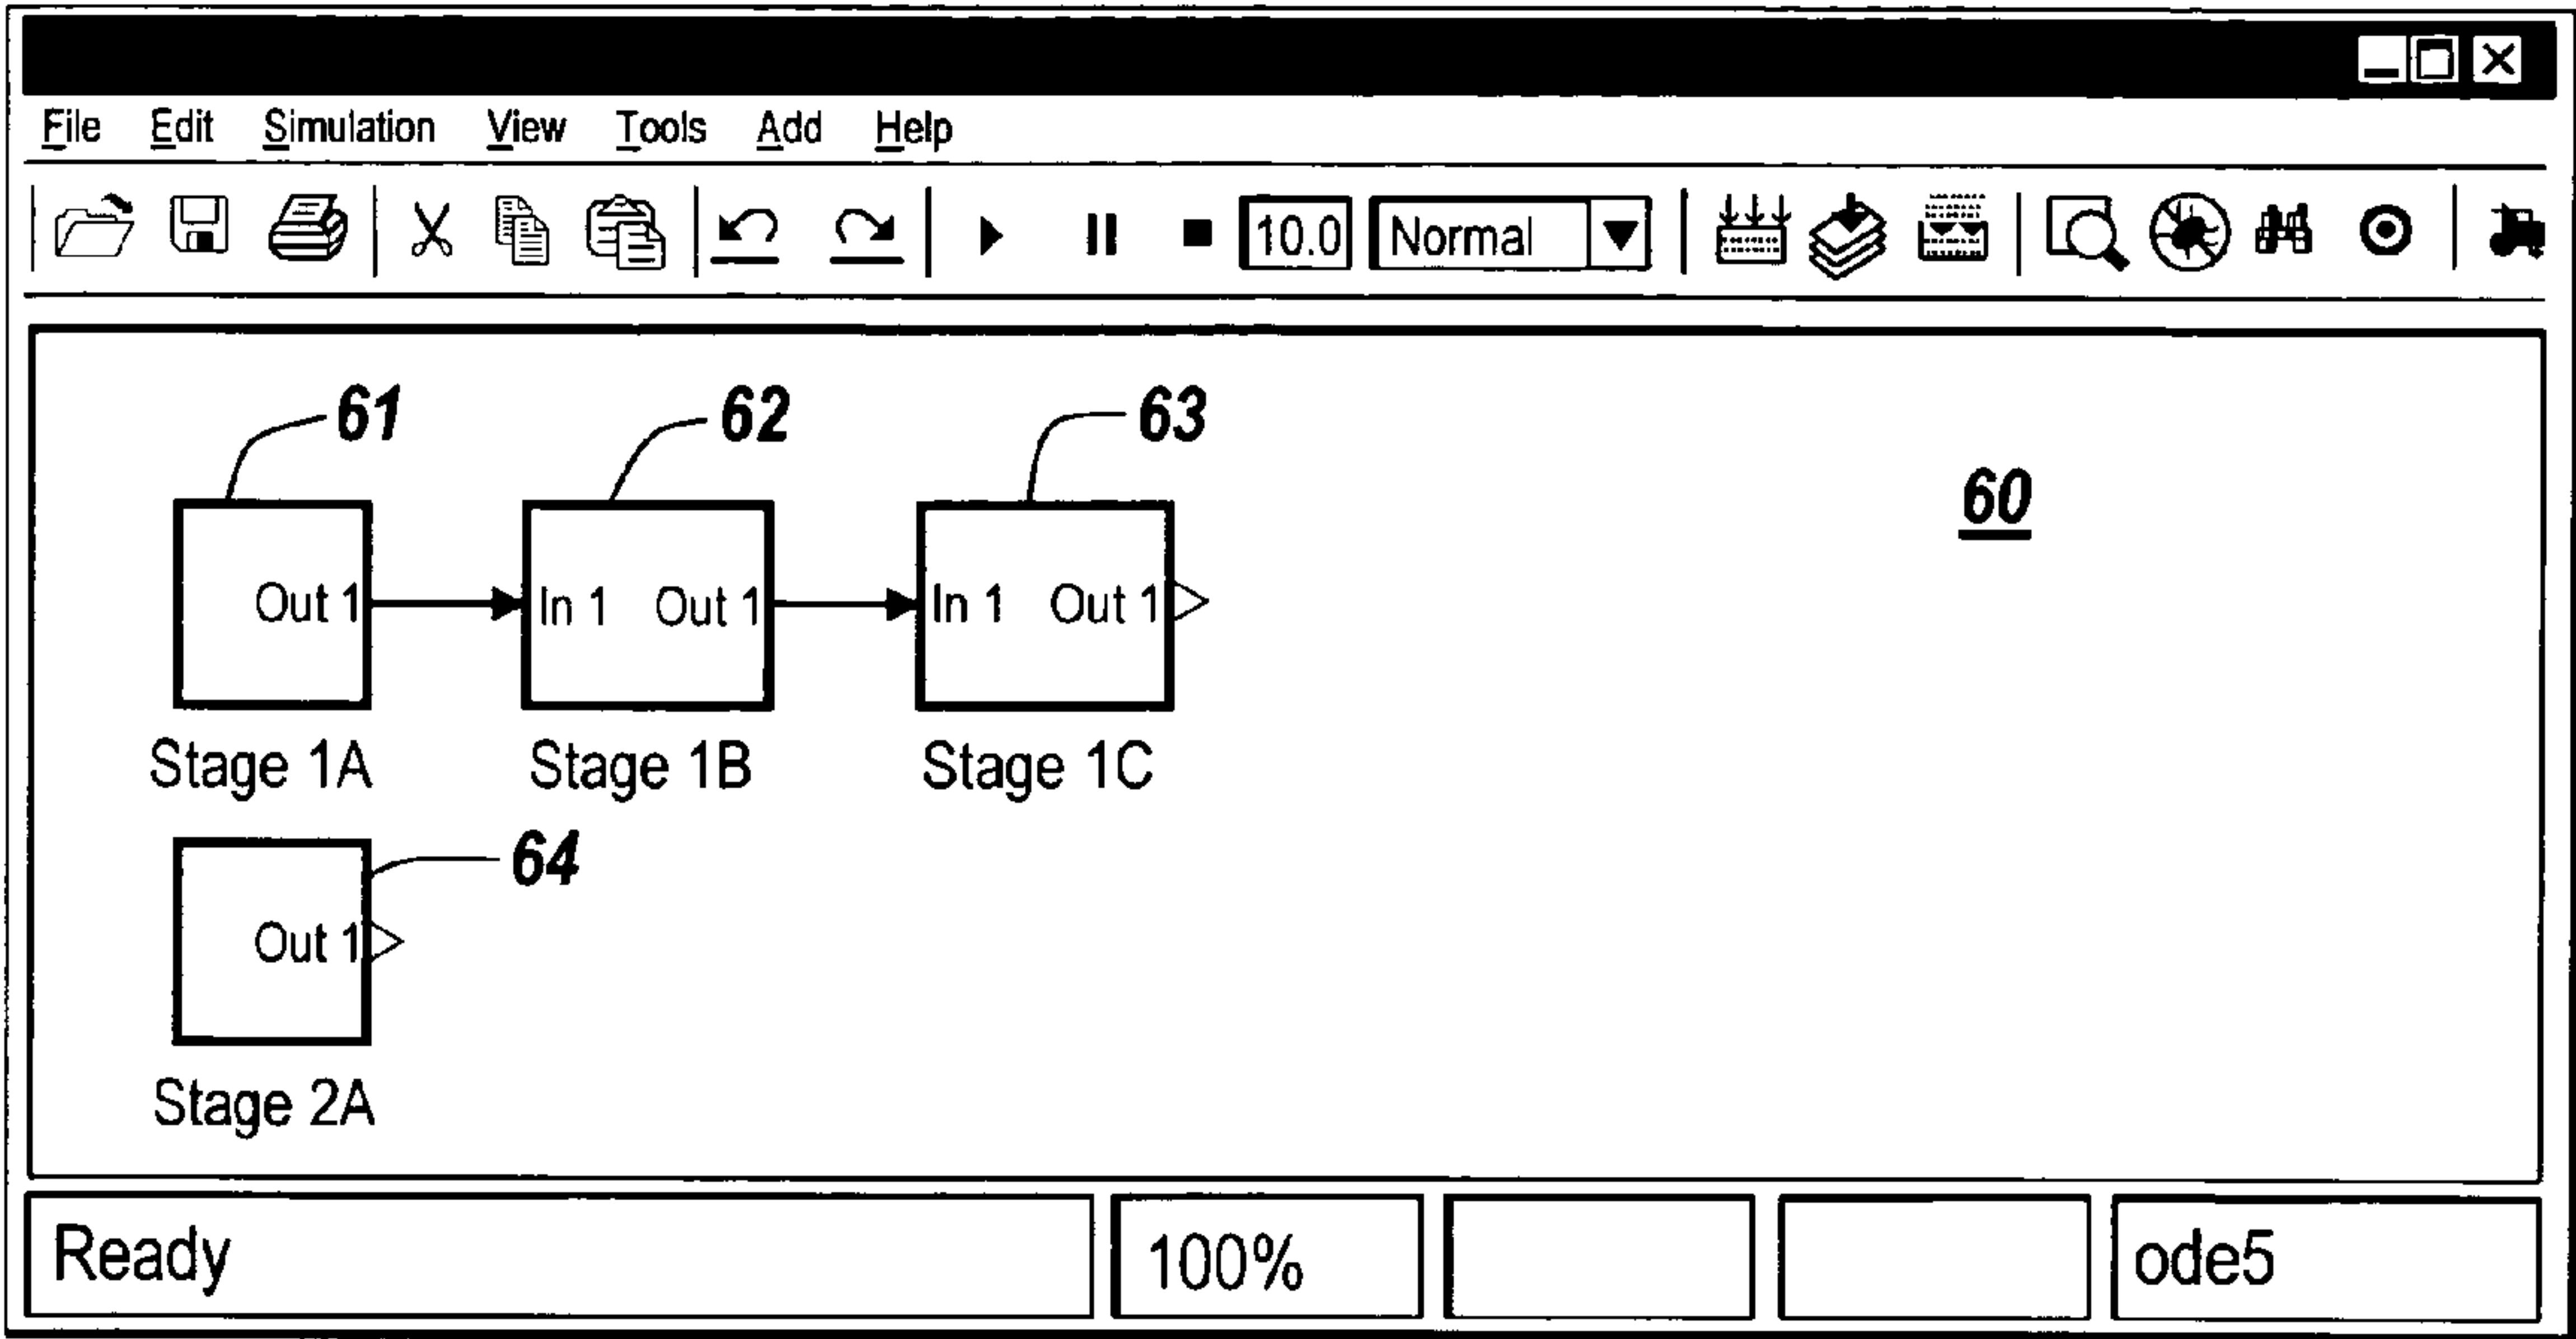 File Edit Simulation View Tools Add Help
10.0 Normal
61 62 63
60
Out 1 In 1 Out 1 In 1 Out 1
Stage 1A Stage 1B Stage 1C
64
Out 1
Stage 2A
Ready 100% ode5